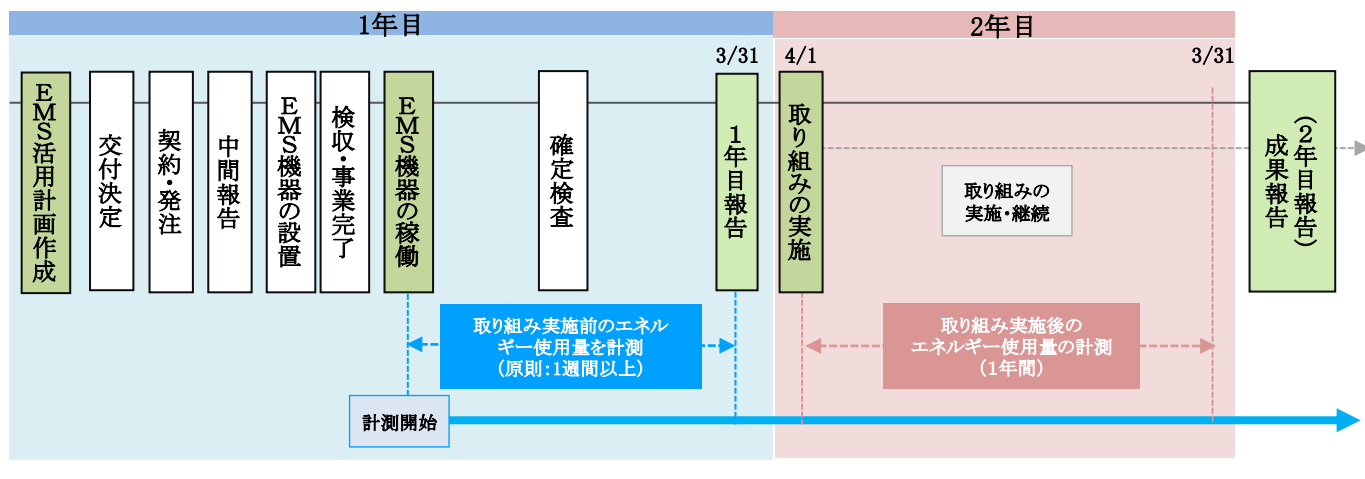 1年目
2年目
3/31
4/1
3/31
EMS活用計画作成
交付決定
契約・発注
中間報告
EMS機器の設置
検収・事業完了
EMS機器の稼働
確定検査
1年目報告
取り組みの実施
取り組みの
実施・継続
(2年目報告)
成果報告
取り組み実施前のエネル
ギー使用量を計測
(原則:1週間以上)
取り組み実施後の
エネルギー使用量の計測
(1年間)
計測開始